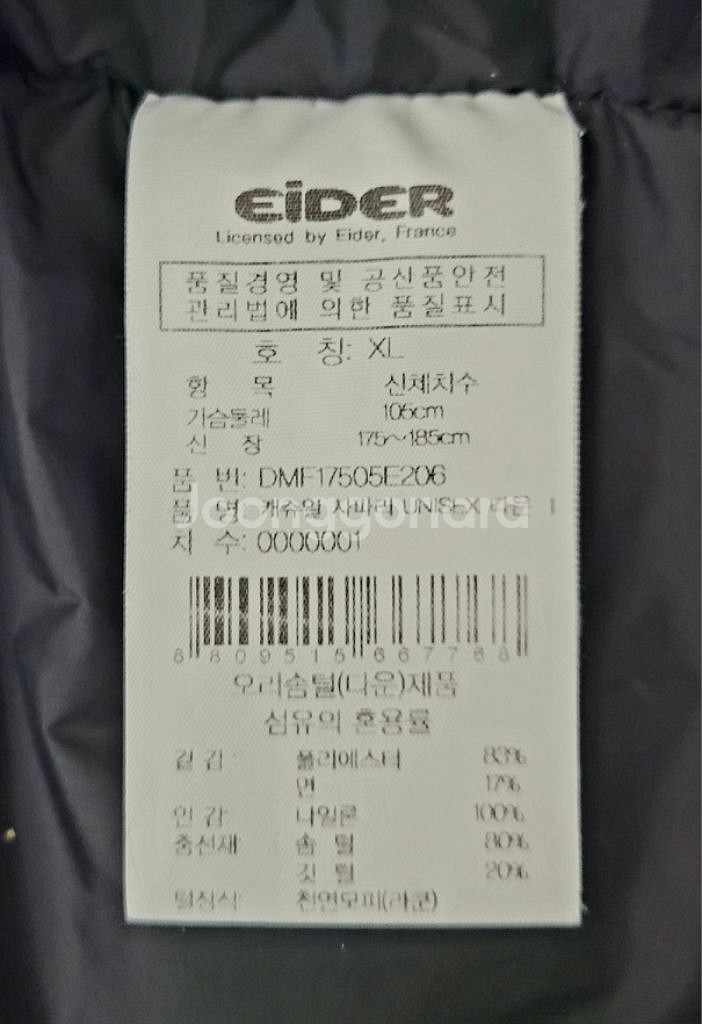 EiDER
Licensed by Eider, France
품질경영 및 공산품안전
관리법에 의한 품질표시
호 칭: XL
항 목 신체치수
가슴둘레 105cm
신 장 175~185cm
품 번: DMF17505E206
품 명: 캐쥬얼 사파리 UNISEX 다운
Joonggonara
차 수: 0000001
8809515667768
오리솜털(다운)제품
섬유의 혼용률
겉 감: 폴리에스터 83%
면 17%
안 감: 나일론 100%
충전재: 솜 털 80%
깃 털 20%
털장식: 천연모피(라쿤)